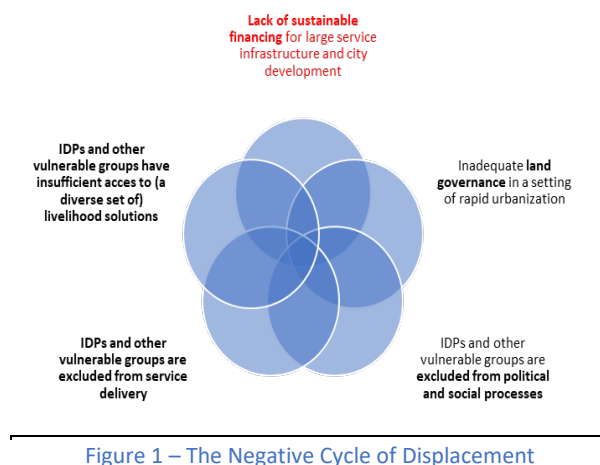 Lack of sustainable
financing for large service
infrastructure and city
development
IDPs and other
vulnerable groups have
insufficient acces to (a
diverse set of)
livelihood solutions
Inadequate land
governance in a setting
of rapid urbanization
IDPs and other
vulnerable groups are
excluded from service
delivery
IDPs and other
vulnerable groups are
excluded from political
and social processes
Figure 1 – The Negative Cycle of Displacement